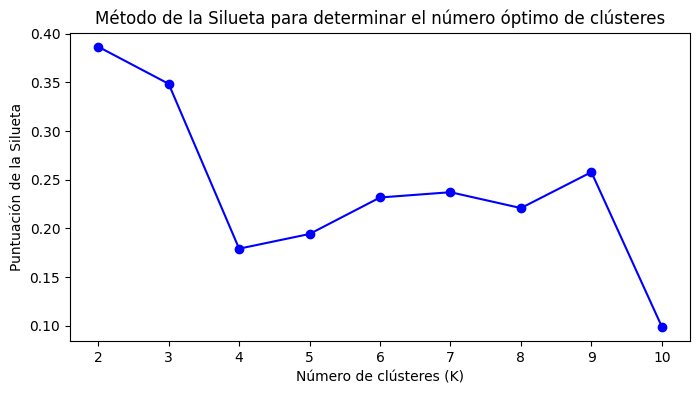 Método de la Silueta para determinar el número óptimo de clústeres
Puntuación de la Silueta
0.40
0.35
0.30
0.25
0.20
0.15
0.10
2 3 4 5 6 7 8 9 10
Número de clústeres (K)